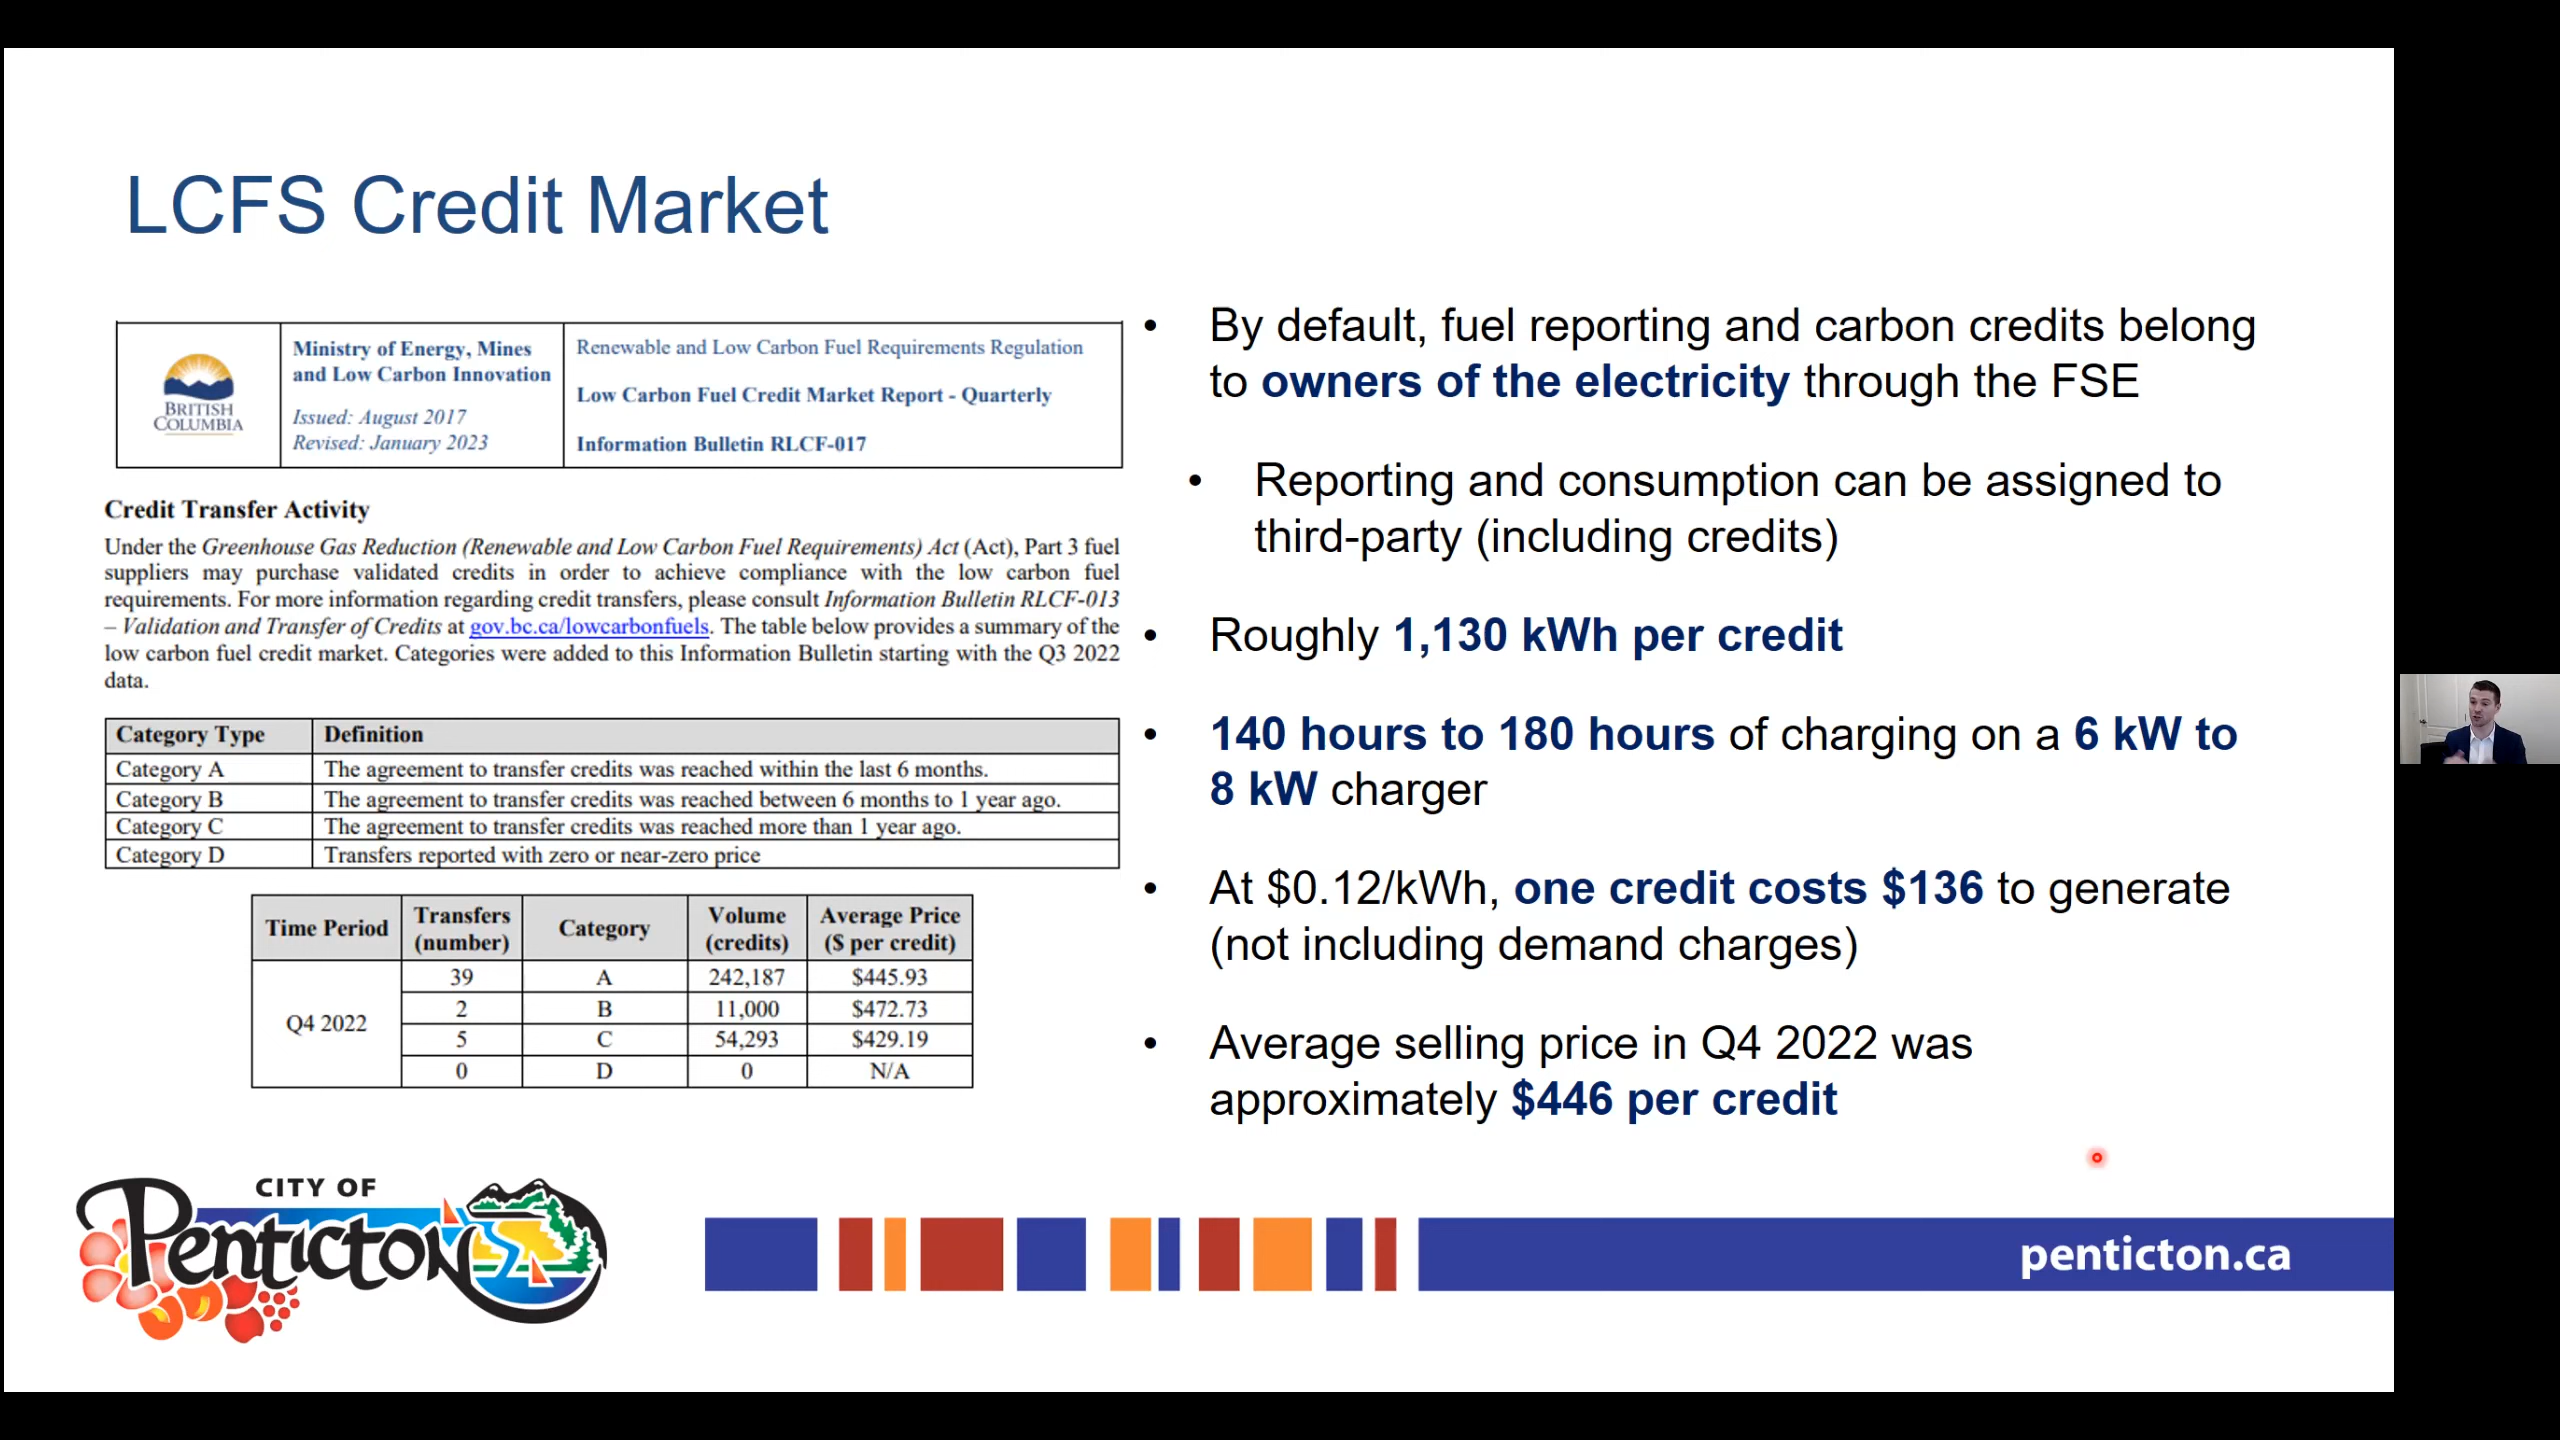 LCFS Credit Market
BRITISH
COLUMBIA
Ministry of Energy, Mines
and Low Carbon Innovation
Issued: August 2017
Revised: January 2023
Renewable and Low Carbon Fuel Requirements Regulation
Low Carbon Fuel Credit Market Report - Quarterly
Information Bulletin RLCF-017
Credit Transfer Activity
Under the Greenhouse Gas Reduction (Renewable and Low Carbon Fuel Requirements) Act (Act), Part 3 fuel
suppliers may purchase validated credits in order to achieve compliance with the low carbon fuel
requirements. For more information regarding credit transfers, please consult Information Bulletin RLCF-013
– Validation and Transfer of Credits at gov.bc.ca/lowcarbonfuels. The table below provides a summary of the
low carbon fuel credit market. Categories were added to this Information Bulletin starting with the Q3 2022
data.
Category Type Definition
Category A The agreement to transfer credits was reached within the last 6 months.
Category B The agreement to transfer credits was reached between 6 months to 1 year ago.
Category C The agreement to transfer credits was reached more than 1 year ago.
Category D Transfers reported with zero or near-zero price
Time Period Transfers (number) Category Volume (credits) Average Price ($ per credit)
Q4 2022
39 A 242,187 $445.93
2 B 11,000 $472.73
5 C 54,293 $429.19
0 D 0 N/A
• By default, fuel reporting and carbon credits belong
to owners of the electricity through the FSE
• Reporting and consumption can be assigned to
third-party (including credits)
• Roughly 1,130 kWh per credit
• 140 hours to 180 hours of charging on a 6 kW to
8 kW charger
• At $0.12/kWh, one credit costs $136 to generate
(not including demand charges)
• Average selling price in Q4 2022 was
approximately $446 per credit
CITY OF
Penticton
penticton.ca